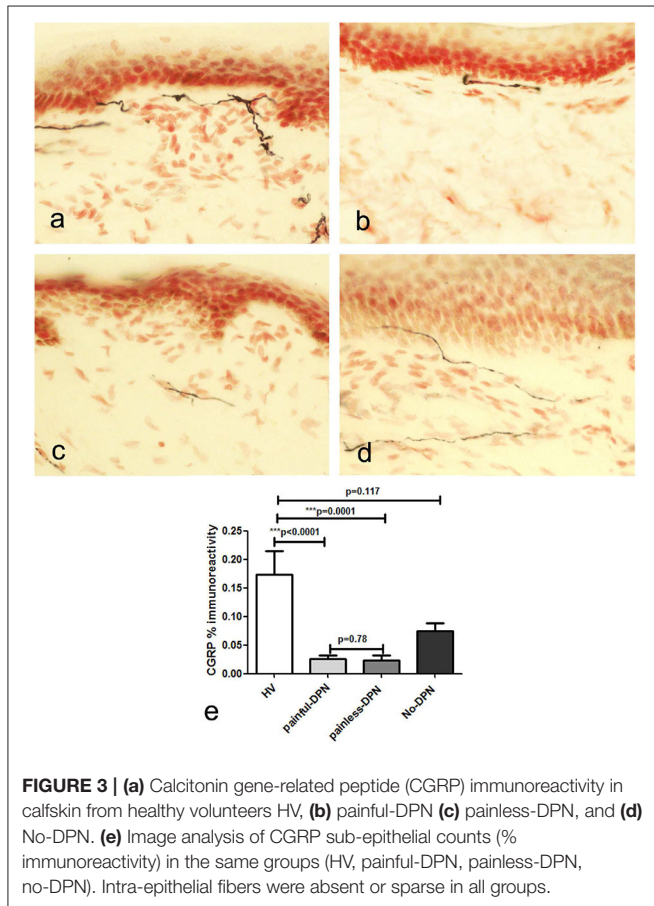 a
b
c
d
p=0.117
***p=0.0001
***p<0.0001
p=0.78
CGRP % immunoreactivity
0.25
0.20
0.15
0.10
0.05
0.00
HV
painful-DPN
painless-DPN
No-DPN
e
FIGURE 3 | (a) Calcitonin gene-related peptide (CGRP) immunoreactivity in
calfskin from healthy volunteers HV, (b) painful-DPN (c) painless-DPN, and (d)
No-DPN. (e) Image analysis of CGRP sub-epithelial counts (%
immunoreactivity) in the same groups (HV, painful-DPN, painless-DPN,
no-DPN). Intra-epithelial fibers were absent or sparse in all groups.